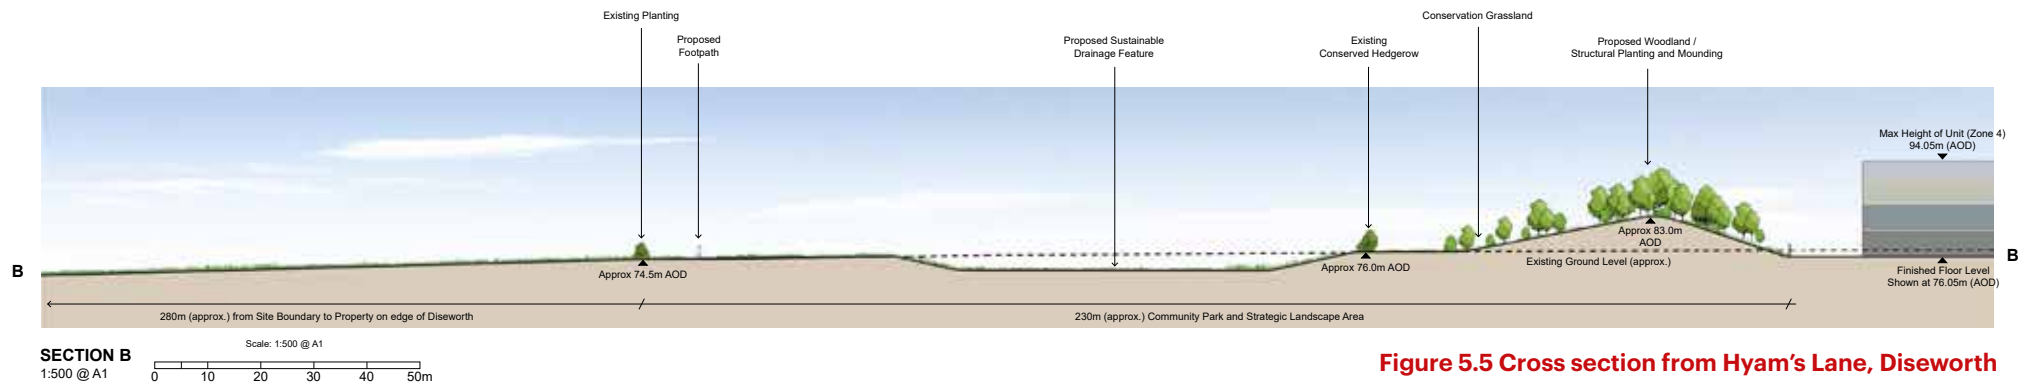 Existing Planting
Proposed
Footpath
Proposed Sustainable
Drainage Feature
Existing
Conserved Hedgerow
Conservation Grassland
Proposed Woodland /
Structural Planting and Mounding
Max Height of Unit (Zone 4)
94.05m (AOD)
B
Approx 74.5m AOD
Approx 76.0m AOD
Approx 83.0m
AOD
Existing Ground Level (approx.)
B
Finished Floor Level
Shown at 76.05m (AOD)
280m (approx.) from Site Boundary to Property on edge of Diseworth
230m (approx.) Community Park and Strategic Landscape Area
SECTION B
1:500 @ A1
Scale: 1:500 @ A1
0 10 20 30 40 50m
Figure 5.5 Cross section from Hyam's Lane, Diseworth